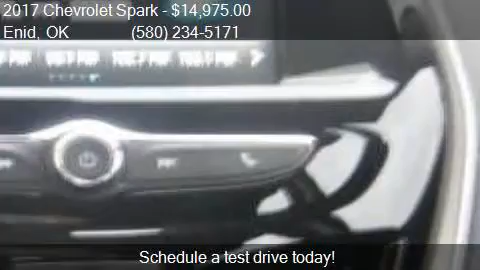 2017 Chevrolet Spark - $14,975.00
Enid, OK (580) 234-5171
Schedule a test drive today!